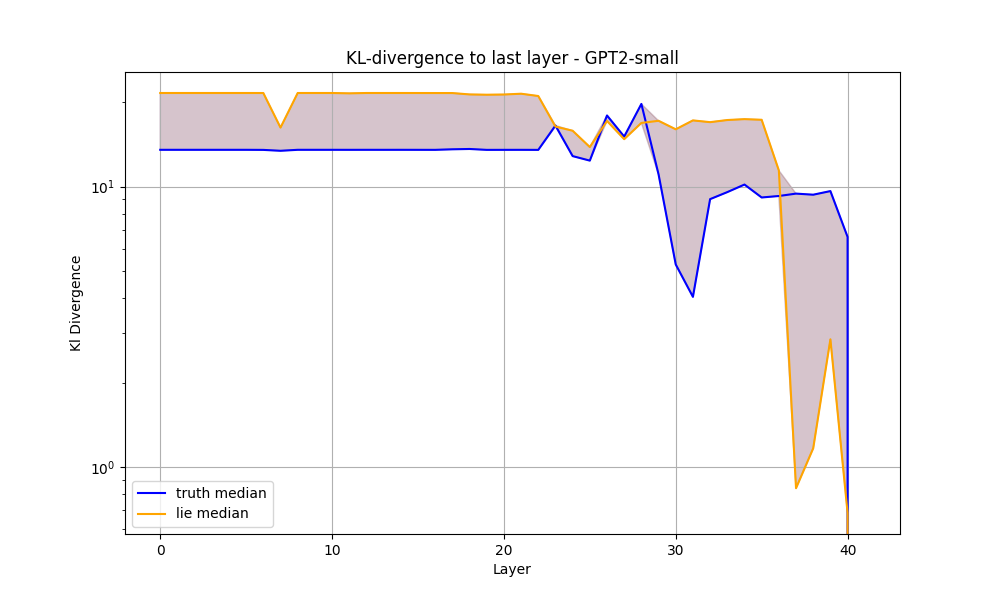 KL-divergence to last layer - GPT2-small
Kl Divergence
10¹
10⁰
truth median
lie median
0 10 20 30 40
Layer